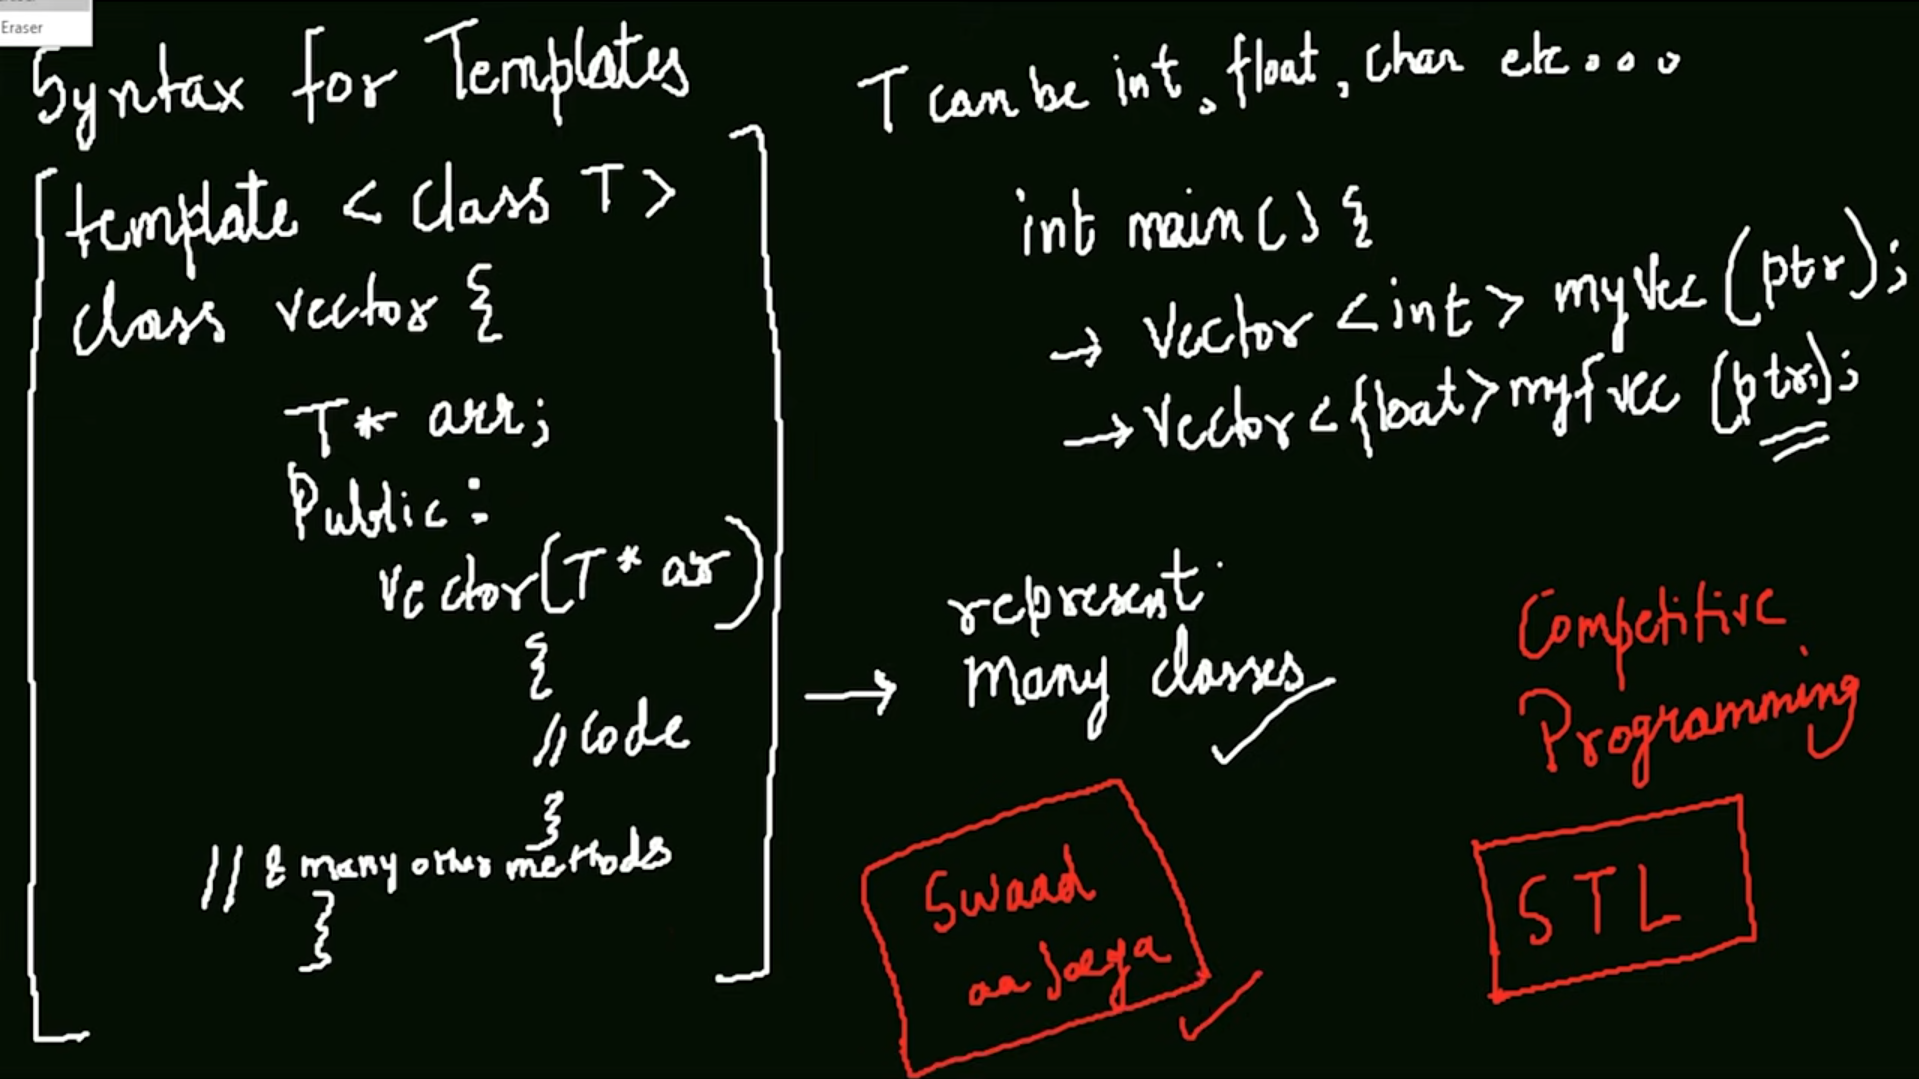 Eraser
Syntax for Templates
template < class T >
class vector {
T* arr;
Public:
vector(T* ar)
{
// code
}
// & many other methods
}
T can be int, float, char etc...
int main() {
→ vector <int> myvec (ptr);
→ vector <float> myfvec (ptr);
→ represent
many classes
Swaad
aa Jaega
Competitive
Programming
STL